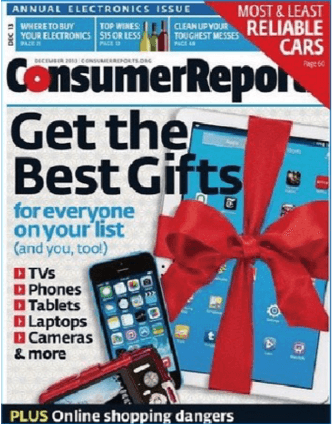 ANNUAL ELECTRONICS ISSUE
MOST & LEAST
RELIABLE
CARS
Page 60
DEC 13
WHERE TO BUY
YOUR ELECTRONICS
TOP WINES:
$15 OR LESS
CLEAN UP YOUR
TOUGHEST MESSES
DECEMBER 2013 CONSUMERREPORTS.ORG
ConsumerReport
Get the
Best Gifts
for everyone
on your list
(and you, too!)
TVs
Phones
Tablets
Laptops
Cameras
& more
PLUS Online shopping dangers